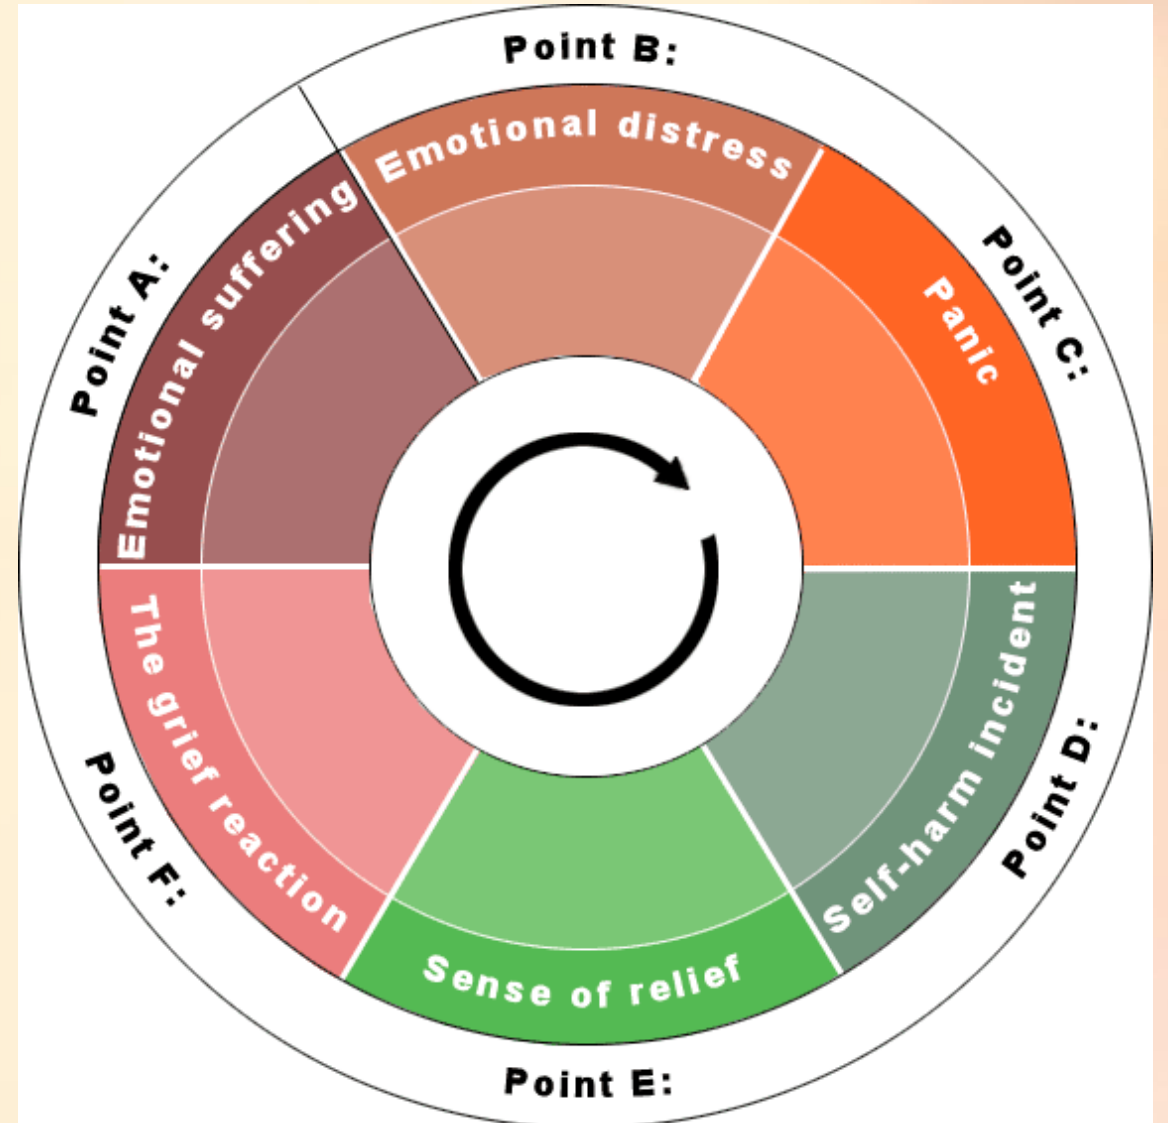 Point A:
Emotional suffering
Point B:
Emotional distress
Point C:
Panic
Point D:
Self-harm incident
Point E:
Sense of relief
Point F:
The grief reaction